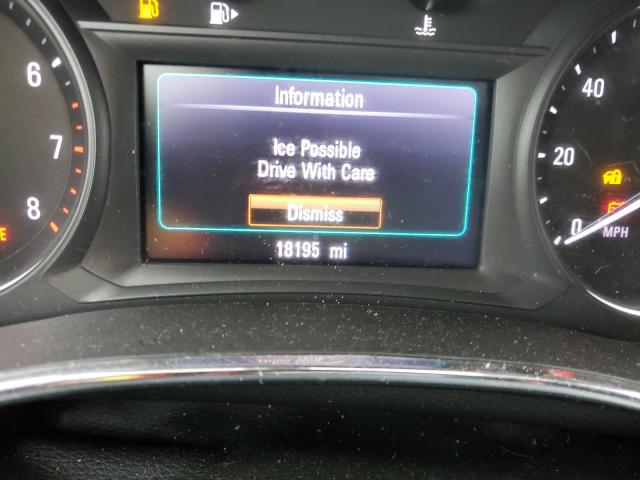 6
7
8
E
Information
Ice Possible
Drive With Care
Dismiss
18195 mi
40
20
0
MPH